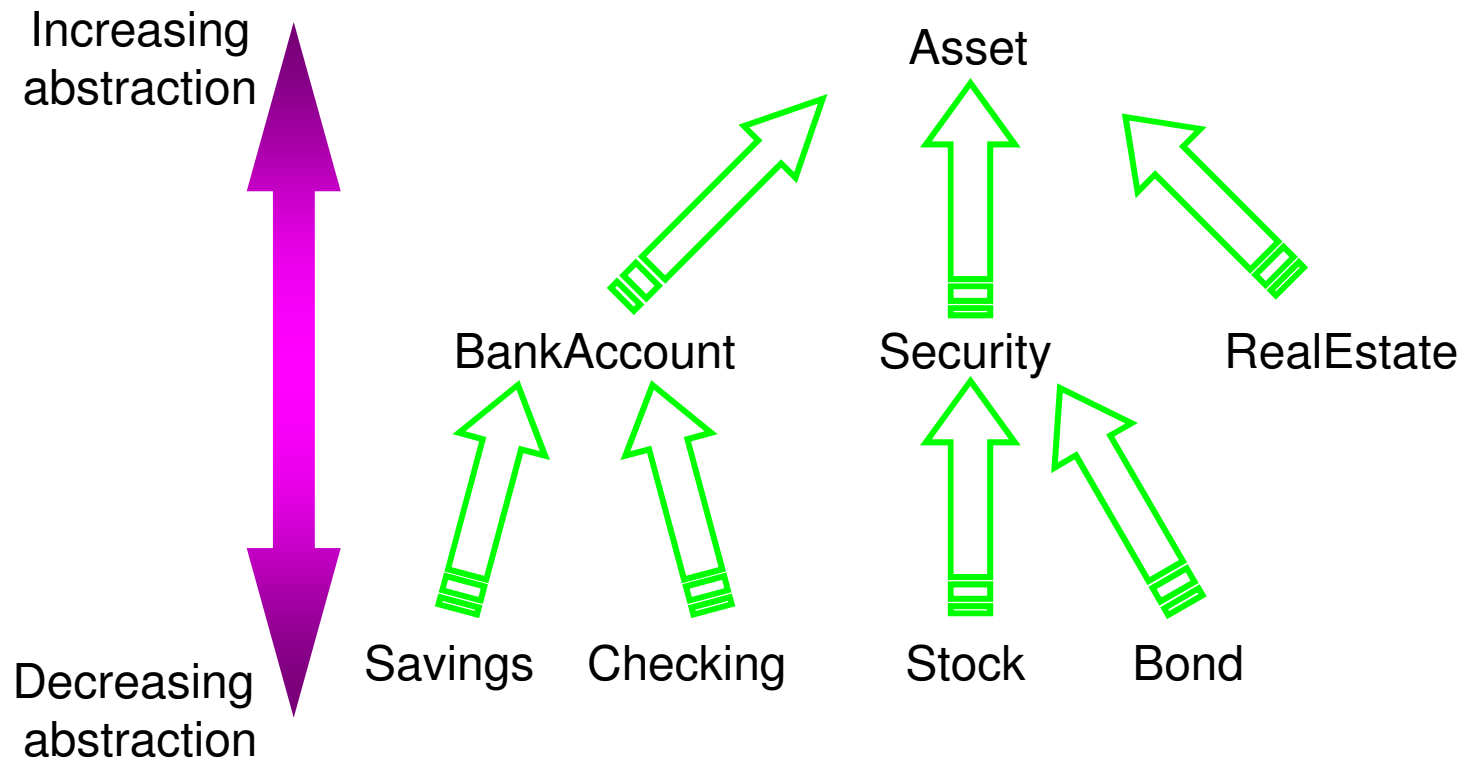 Increasing
abstraction
Asset
BankAccount
Security
RealEstate
Savings
Checking
Stock
Bond
Decreasing
abstraction